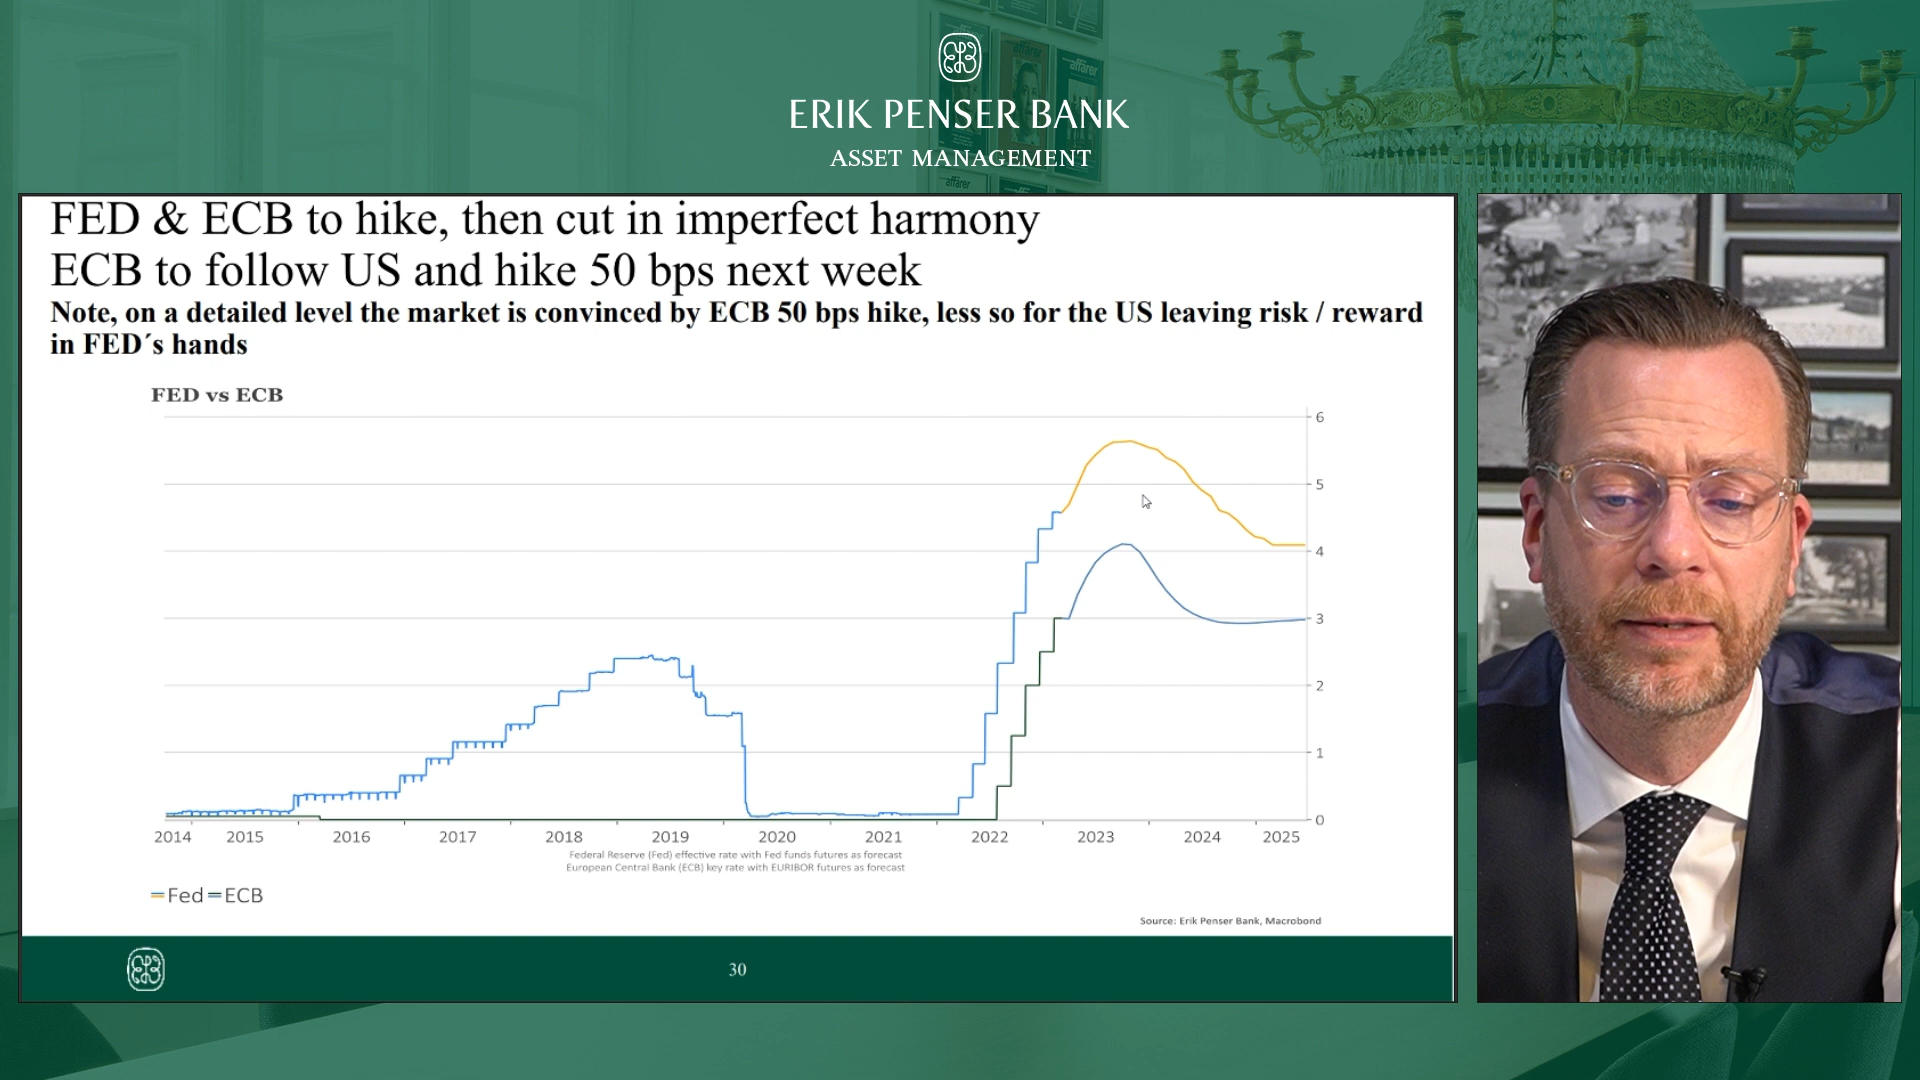 affärer
affärer
ERIK PENSER BANK
ASSET MANAGEMENT
affärer
FED & ECB to hike, then cut in imperfect harmony
ECB to follow US and hike 50 bps next week
Note, on a detailed level the market is convinced by ECB 50 bps hike, less so for the US leaving risk / reward
in FED´s hands
FED vs ECB
6
5
4
3
2
1
0
2014 2015 2016 2017 2018 2019 2020 2021 2022 2023 2024 2025
Federal Reserve (Fed) effective rate with Fed funds futures as forecast
European Central Bank (ECB) key rate with EURIBOR futures as forecast
Fed ECB
Source: Erik Penser Bank, Macrobond
30